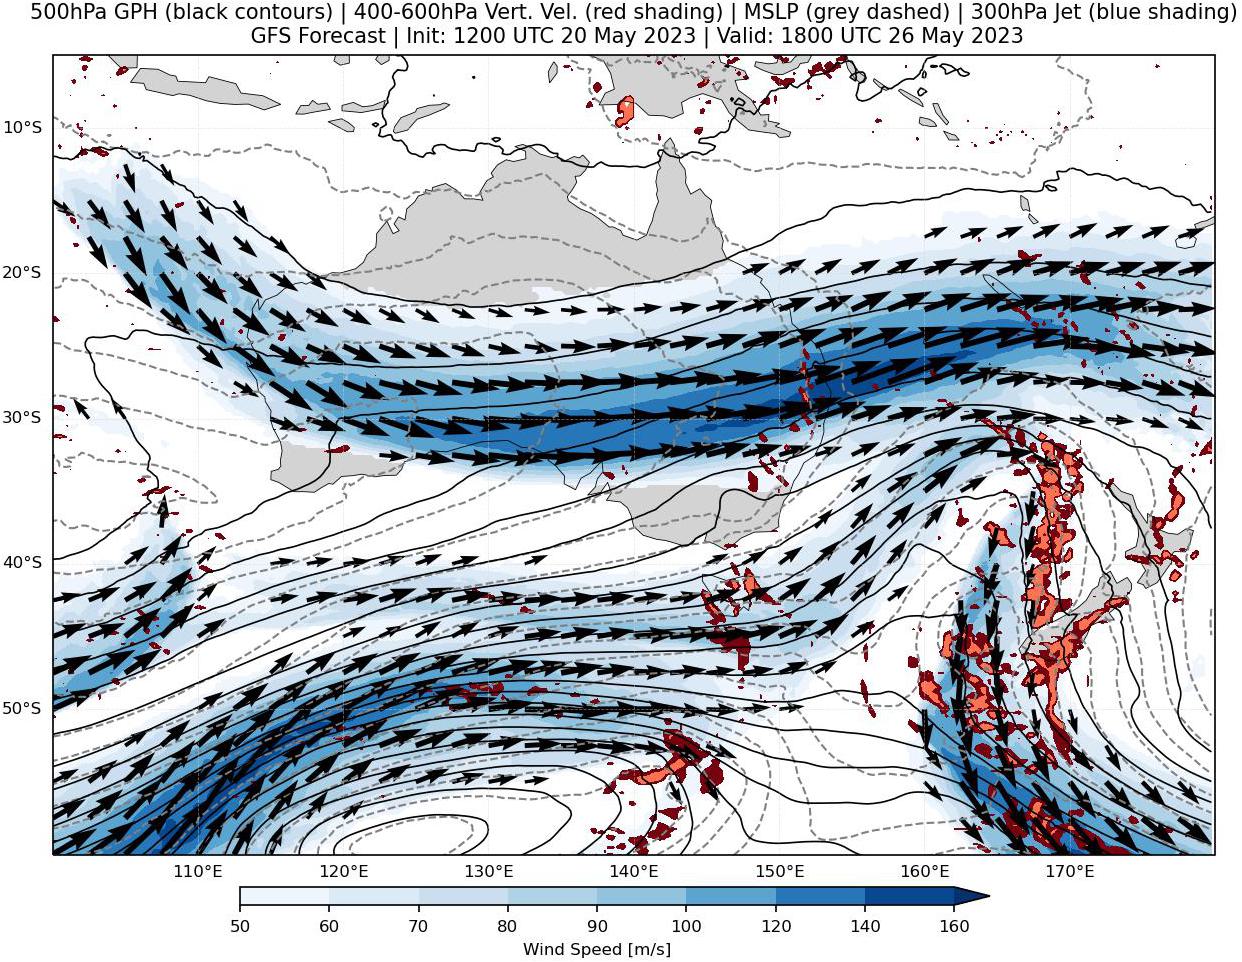 500hPa GPH (black contours) | 400-600hPa Vert. Vel. (red shading) | MSLP (grey dashed) | 300hPa Jet (blue shading)
GFS Forecast | Init: 1200 UTC 20 May 2023 | Valid: 1800 UTC 26 May 2023
10°S
20°S
30°S
40°S
50°S
110°E 120°E 130°E 140°E 150°E 160°E 170°E
50 60 70 80 90 100 120 140 160
Wind Speed [m/s]